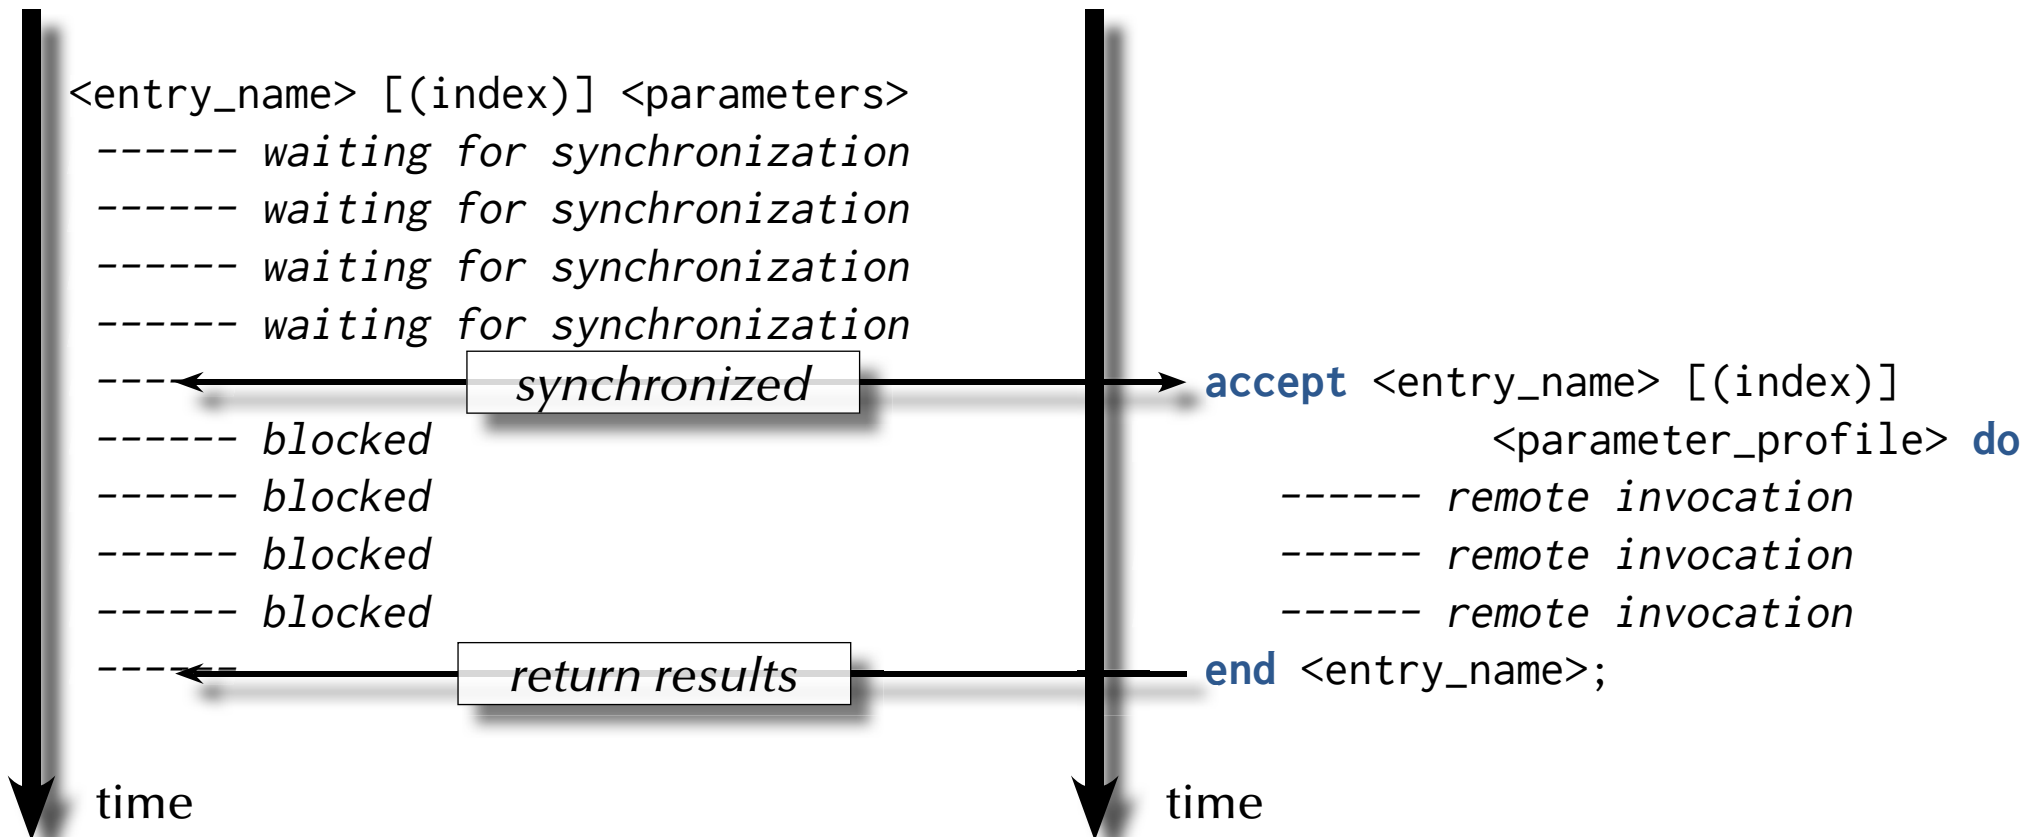 <entry_name> [(index)] <parameters>
------ waiting for synchronization
------ waiting for synchronization
------ waiting for synchronization
------ waiting for synchronization
------ synchronized
------ blocked
------ blocked
------ blocked
------ blocked
------ return results
time
accept <entry_name> [(index)]
<parameter_profile> do
------ remote invocation
------ remote invocation
------ remote invocation
end <entry_name>;
time